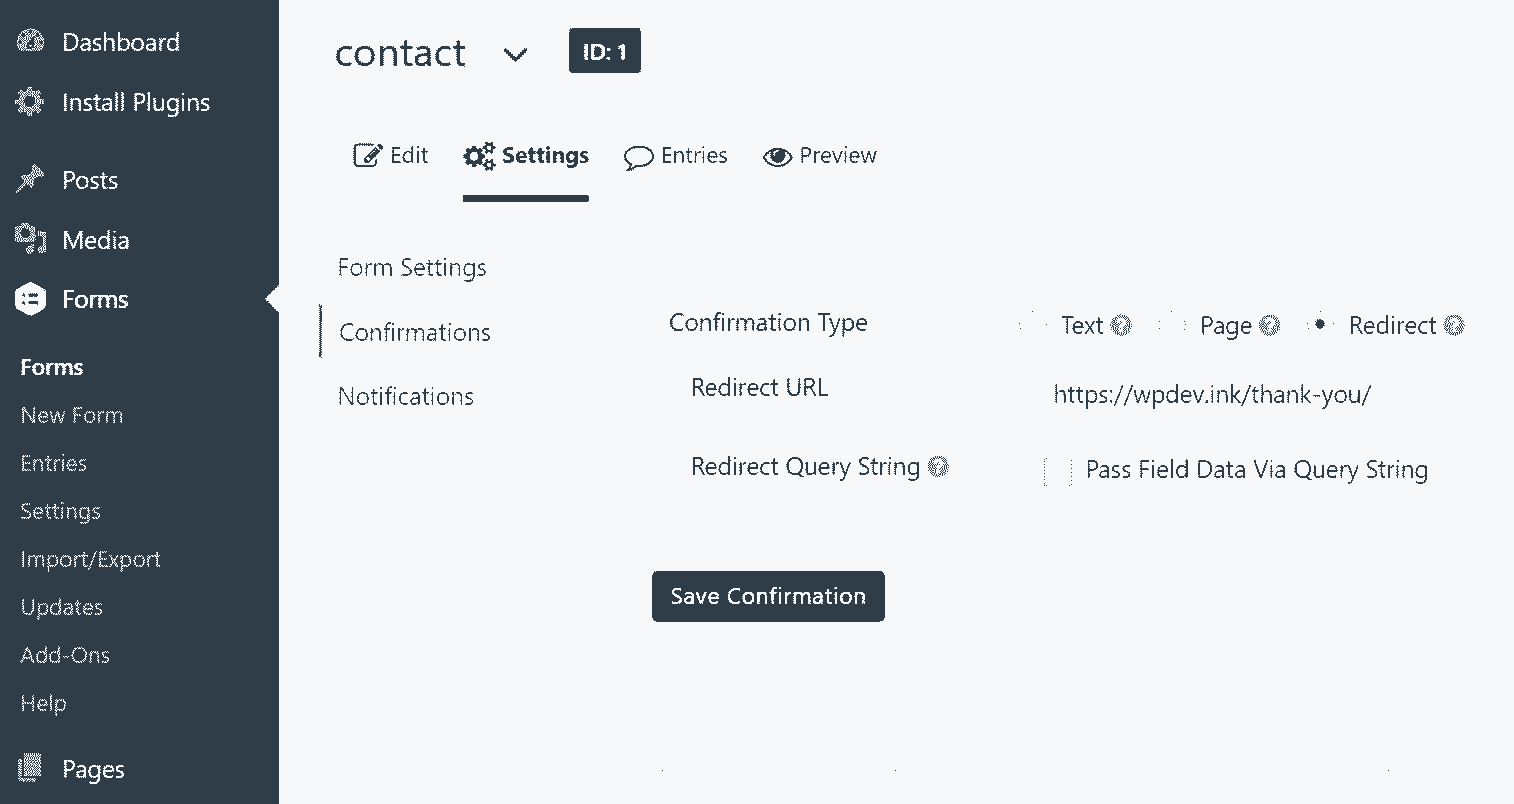 Dashboard
Install Plugins
Posts
Media
Forms
Forms
New Form
Entries
Settings
Import/Export
Updates
Add-Ons
Help
Pages
contact ID: 1
Edit Settings Entries Preview
Form Settings
Confirmations
Notifications
Confirmation Type Text Page Redirect
Redirect URL https://wpdev.ink/thank-you/
Redirect Query String Pass Field Data Via Query String
Save Confirmation